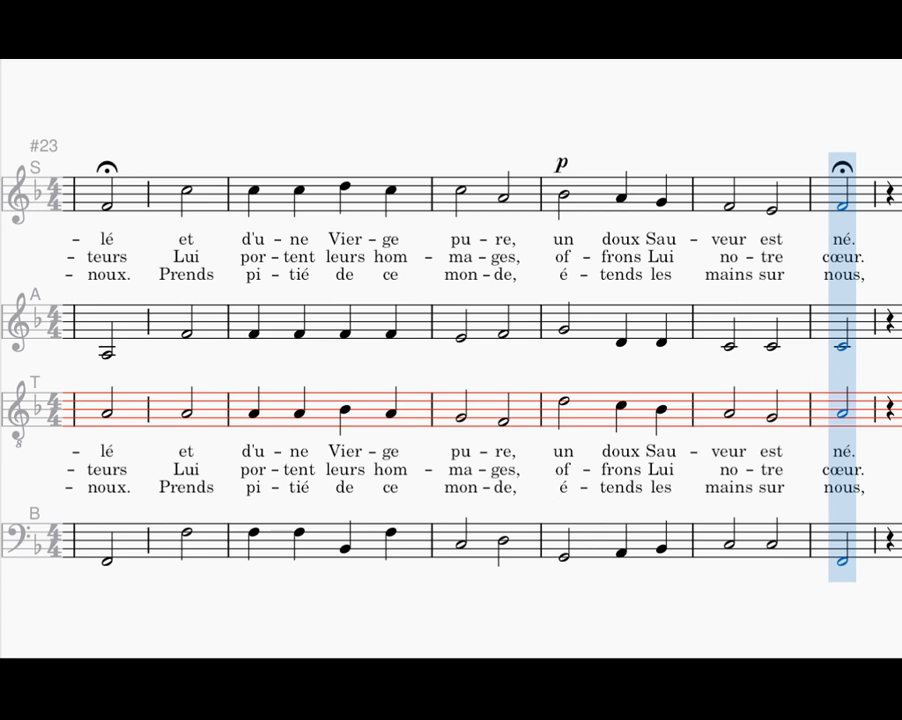 #23
S
p
- lé et d'u - ne Vier - ge pu - re, un doux Sau - veur est né.
- teurs Lui por - tent leurs hom - ma - ges, of - frons Lui no - tre cœur.
- noux. Prends pi - tié de ce mon - de, é - tends les mains sur nous,
A
T
8
- lé et d'u - ne Vier - ge pu - re, un doux Sau - veur est né.
- teurs Lui por - tent leurs hom - ma - ges, of - frons Lui no - tre cœur.
- noux. Prends pi - tié de ce mon - de, é - tends les mains sur nous,
B